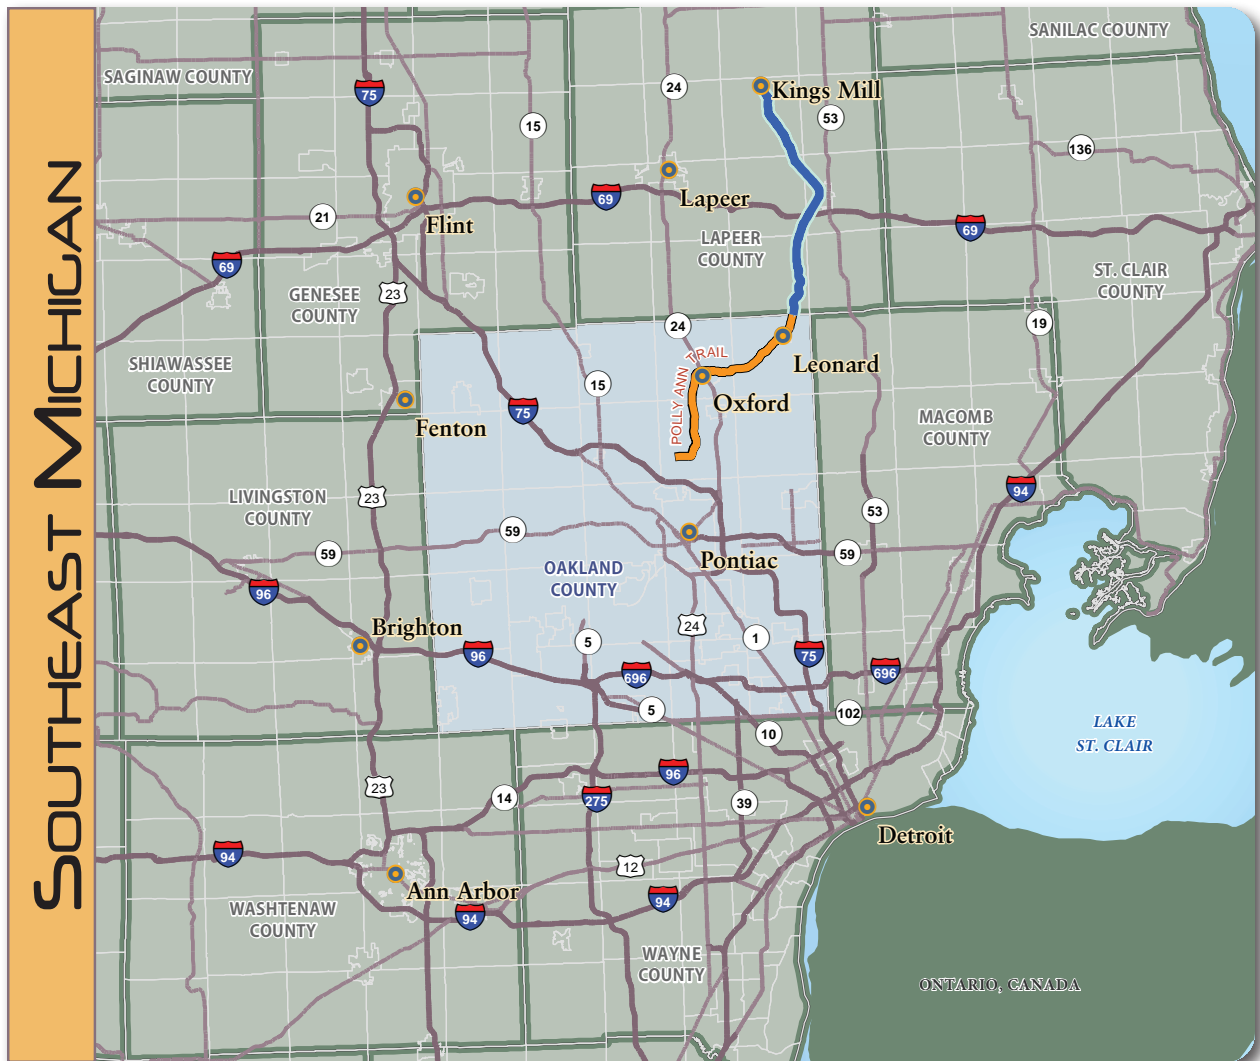 SOUTHEAST MICHIGAN
SANILAC COUNTY
SAGINAW COUNTY
75
24
Kings Mill
53
15
136
69
Lapeer
21
Flint
69
LAPEER
COUNTY
69
ST. CLAIR
COUNTY
GENESEE
COUNTY
23
24
19
SHIAWASSEE
COUNTY
POLLY ANN TRAIL
Leonard
15
75
Oxford
Fenton
MACOMB
COUNTY
LIVINGSTON
COUNTY
23
94
53
59
59
59
Pontiac
OAKLAND
COUNTY
96
Brighton
5
24
1
96
75
696
696
5
102
10
LAKE
ST. CLAIR
96
23
14
275
39
Detroit
94
12
Ann Arbor
94
94
WASHTENAW
COUNTY
WAYNE
COUNTY
ONTARIO, CANADA